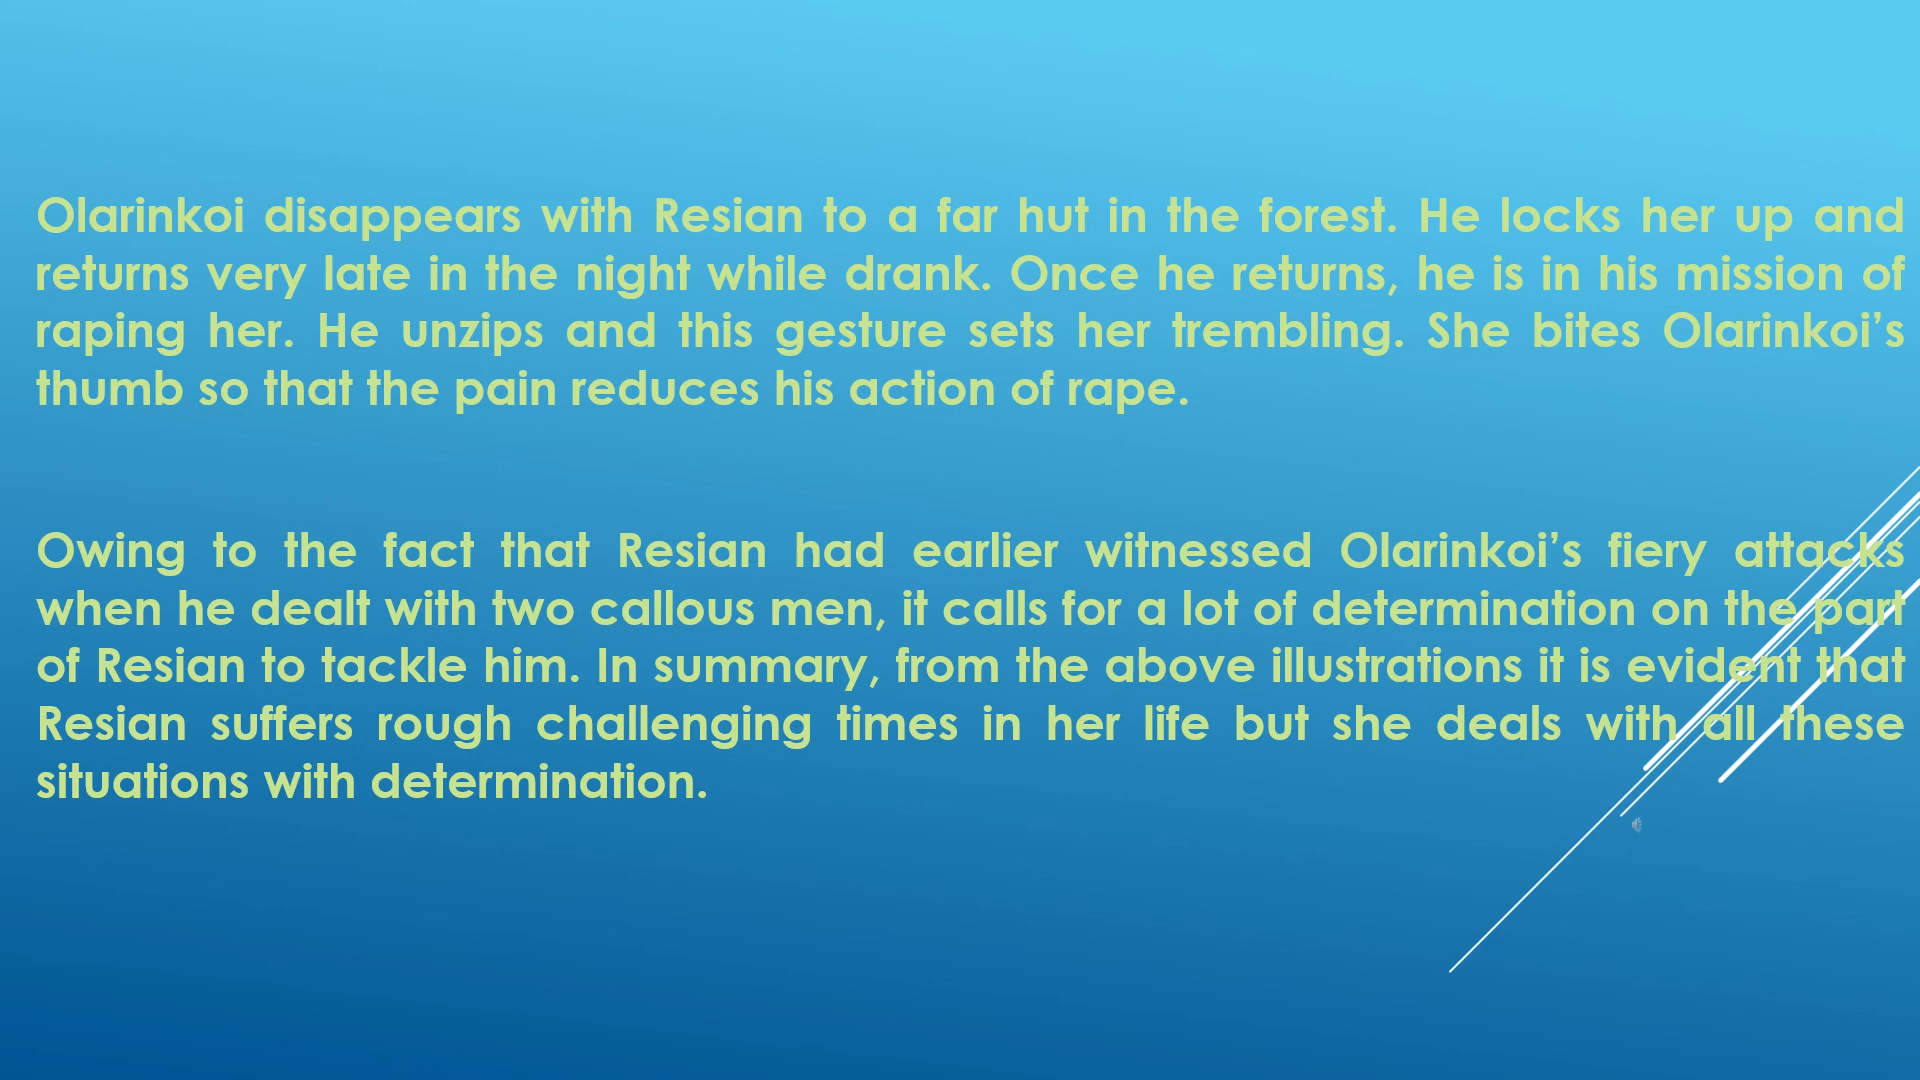 Olarinkoi disappears with Resian to a far hut in the forest. He locks her up and
returns very late in the night while drank. Once he returns, he is in his mission of
raping her. He unzips and this gesture sets her trembling. She bites Olarinkoi’s
thumb so that the pain reduces his action of rape.
Owing to the fact that Resian had earlier witnessed Olarinkoi’s fiery attacks
when he dealt with two callous men, it calls for a lot of determination on the part
of Resian to tackle him. In summary, from the above illustrations it is evident that
Resian suffers rough challenging times in her life but she deals with all these
situations with determination.